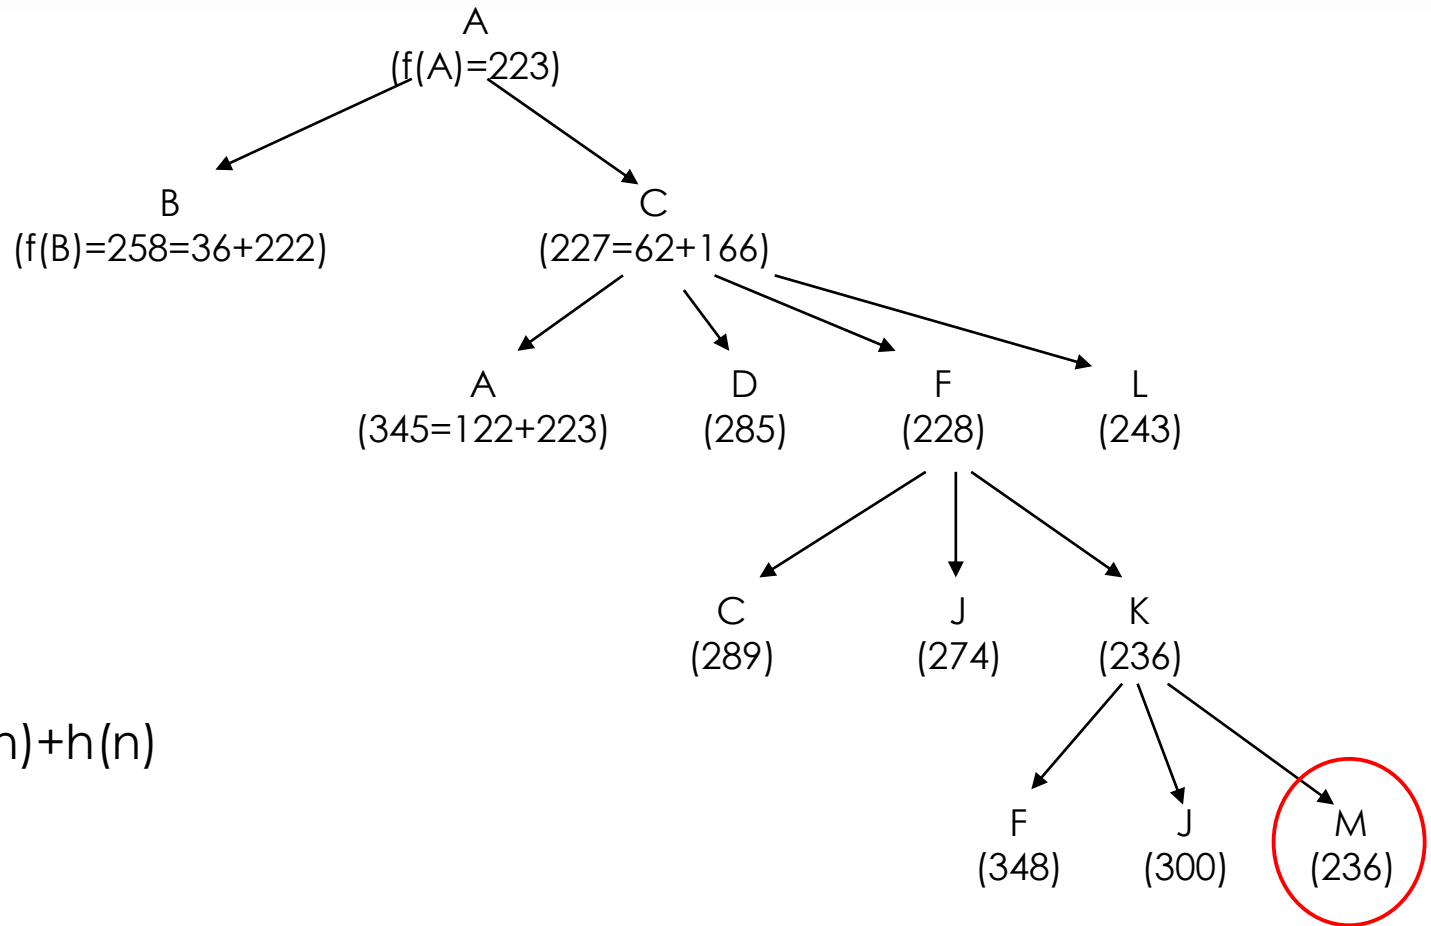 A
(f(A)=223)
B
(f(B)=258=36+222)
C
(227=62+166)
A
(345=122+223)
D
(285)
F
(228)
L
(243)
C
(289)
J
(274)
K
(236)
n)+h(n)
F
(348)
J
(300)
M
(236)